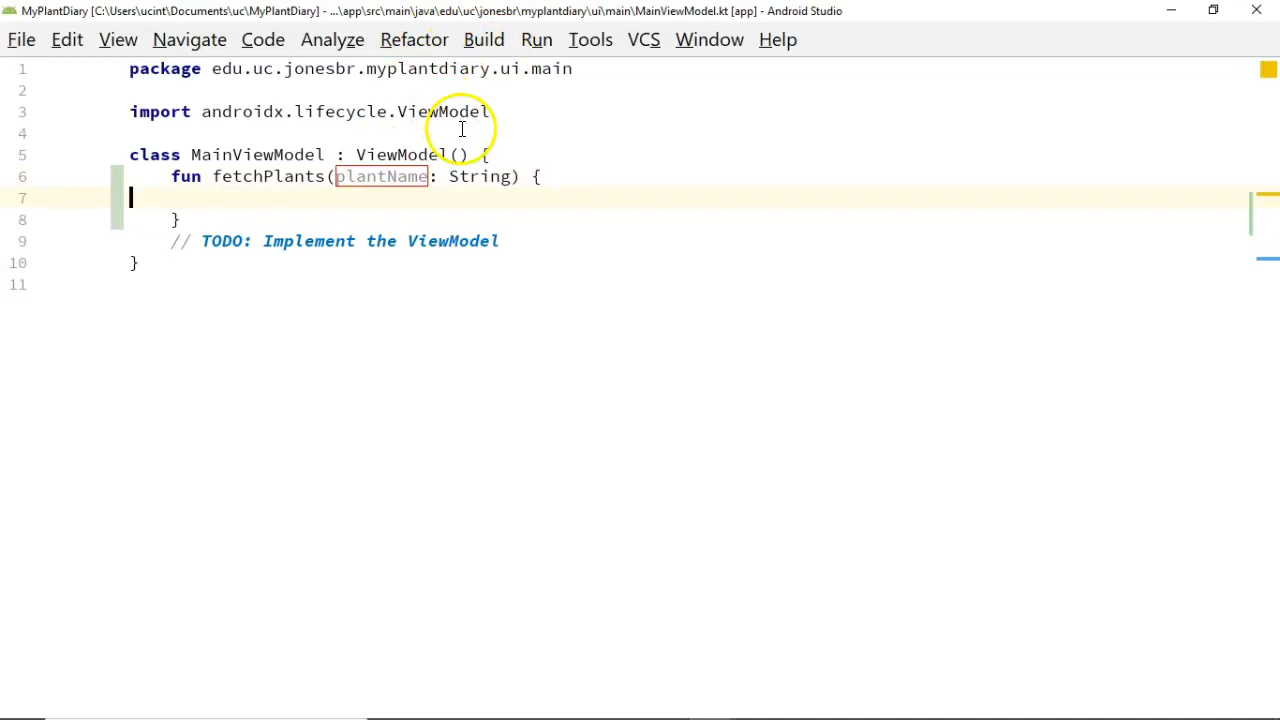 MyPlantDiary [C:\Users\ucint\Documents\uc\MyPlantDiary] - ...\app\src\main\java\edu\uc\jonesbr\myplantdiary\ui\main\MainViewModel.kt [app] - Android Studio
File Edit View Navigate Code Analyze Refactor Build Run Tools VCS Window Help
1 package edu.uc.jonesbr.myplantdiary.ui.main
2
3 import androidx.lifecycle.ViewModel
4
5 class MainViewModel : ViewModel() {
6 fun fetchPlants(plantName: String) {
7
8 }
9 // TODO: Implement the ViewModel
10 }
11